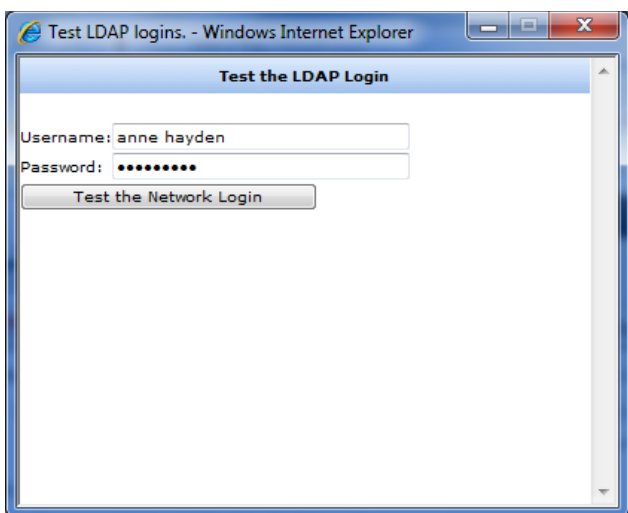 Test LDAP logins. - Windows Internet Explorer
Test the LDAP Login
Username: anne hayden
Password: •••••••••
Test the Network Login